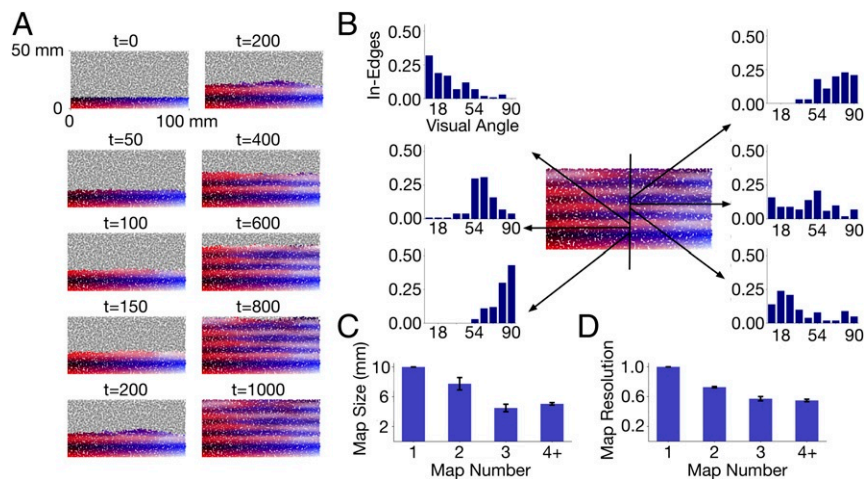 A
t=0
t=200
50 mm
0
0
100 mm
t=50
t=400
t=100
t=600
t=150
t=800
t=200
t=1000
B
In-Edges
0.50
0.25
0.00
18
54
90
Visual Angle
0.50
0.25
0.00
18
54
90
0.50
0.25
0.00
54
90
0.50
0.25
0.00
18
54
90
0.50
0.25
0.00
54
90
0.50
0.25
0.00
18
54
90
C
Map Size (mm)
10
6
2
1
2
3
4+
Map Number
D
Map Resolution
1.0
0.6
0.2
1
2
3
4+
Map Number